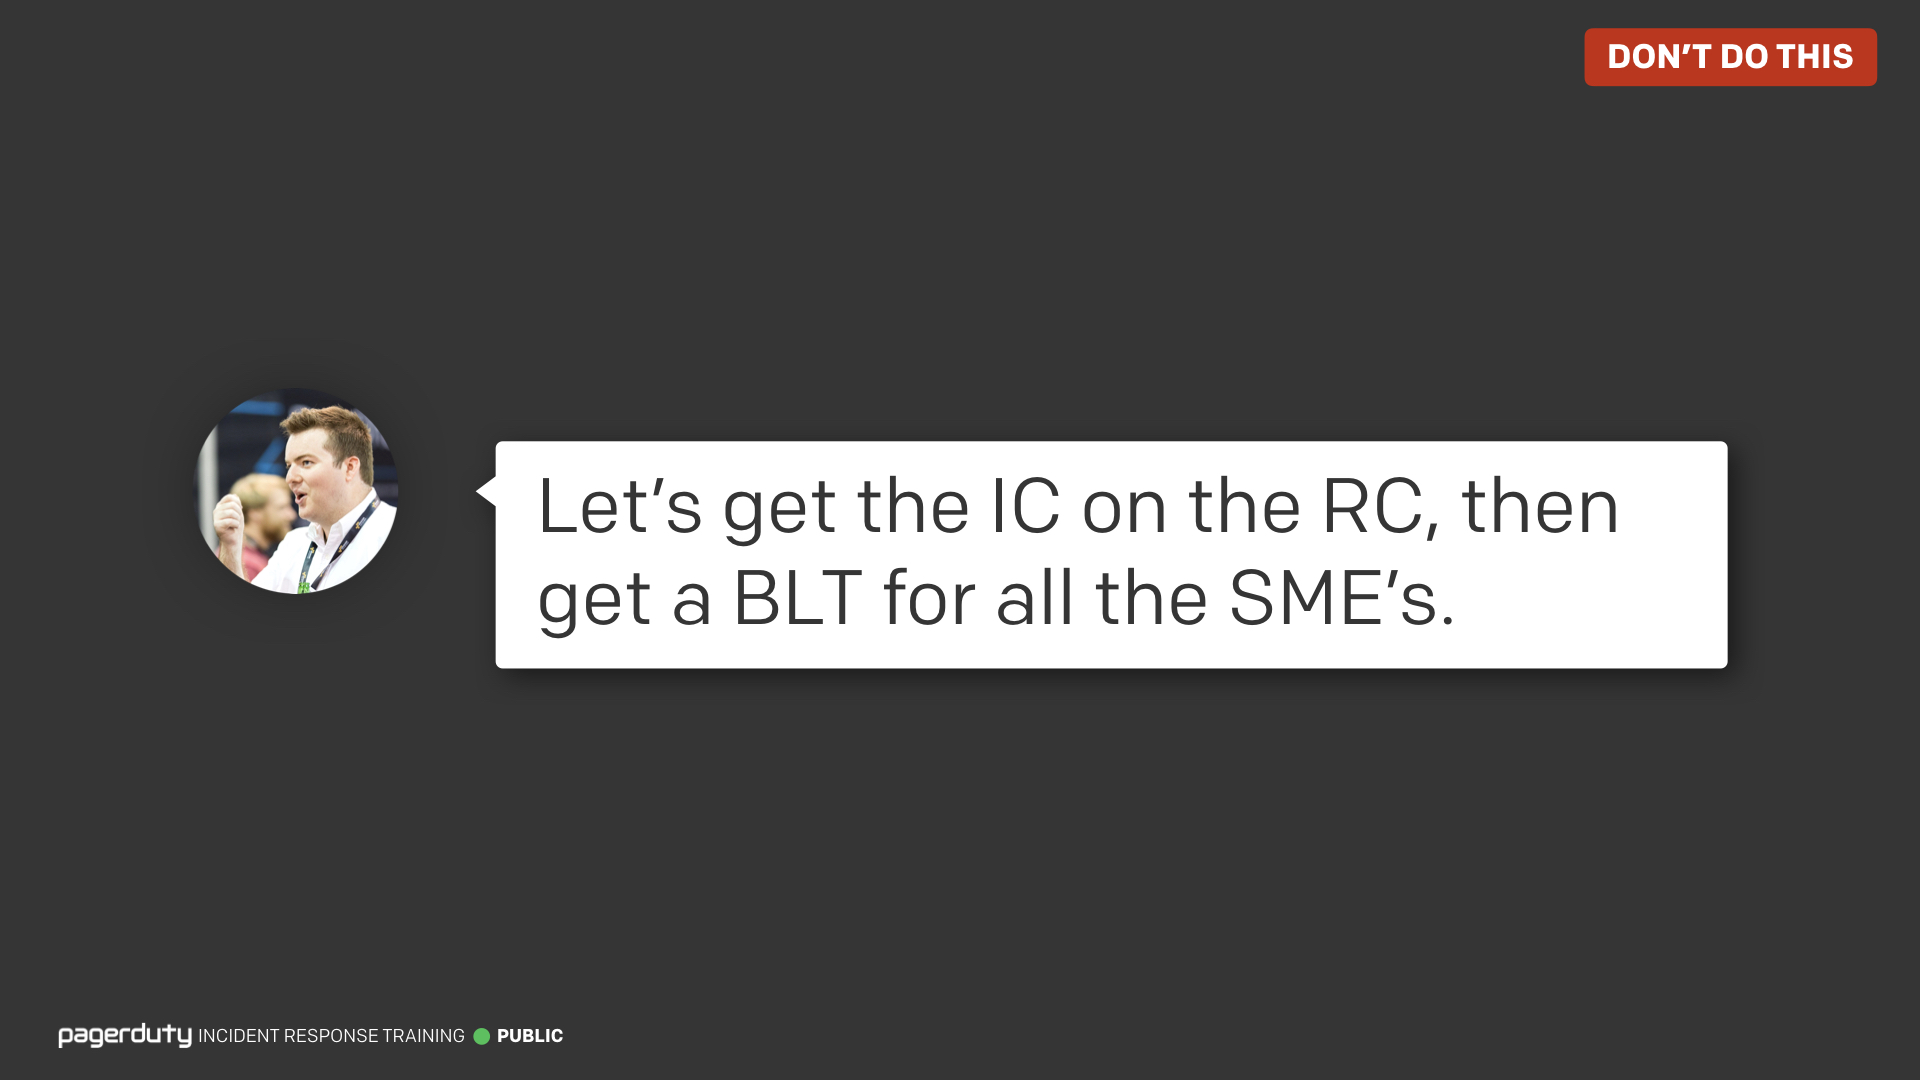 DON’T DO THIS
Let’s get the IC on the RC, then
get a BLT for all the SME’s.
pagerduty INCIDENT RESPONSE TRAINING PUBLIC